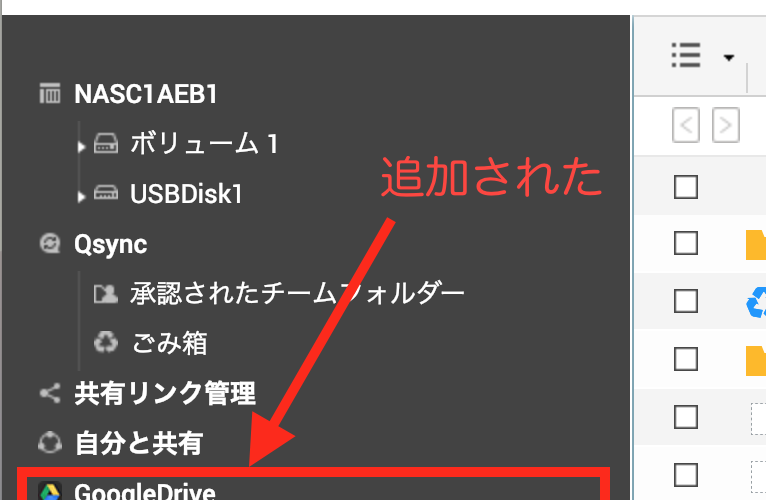 NASC1AEB1
ボリューム 1
追加された
USBDisk1
Qsync
承認されたチームフォルダー
ごみ箱
共有リンク管理
自分と共有
GoogleDrive